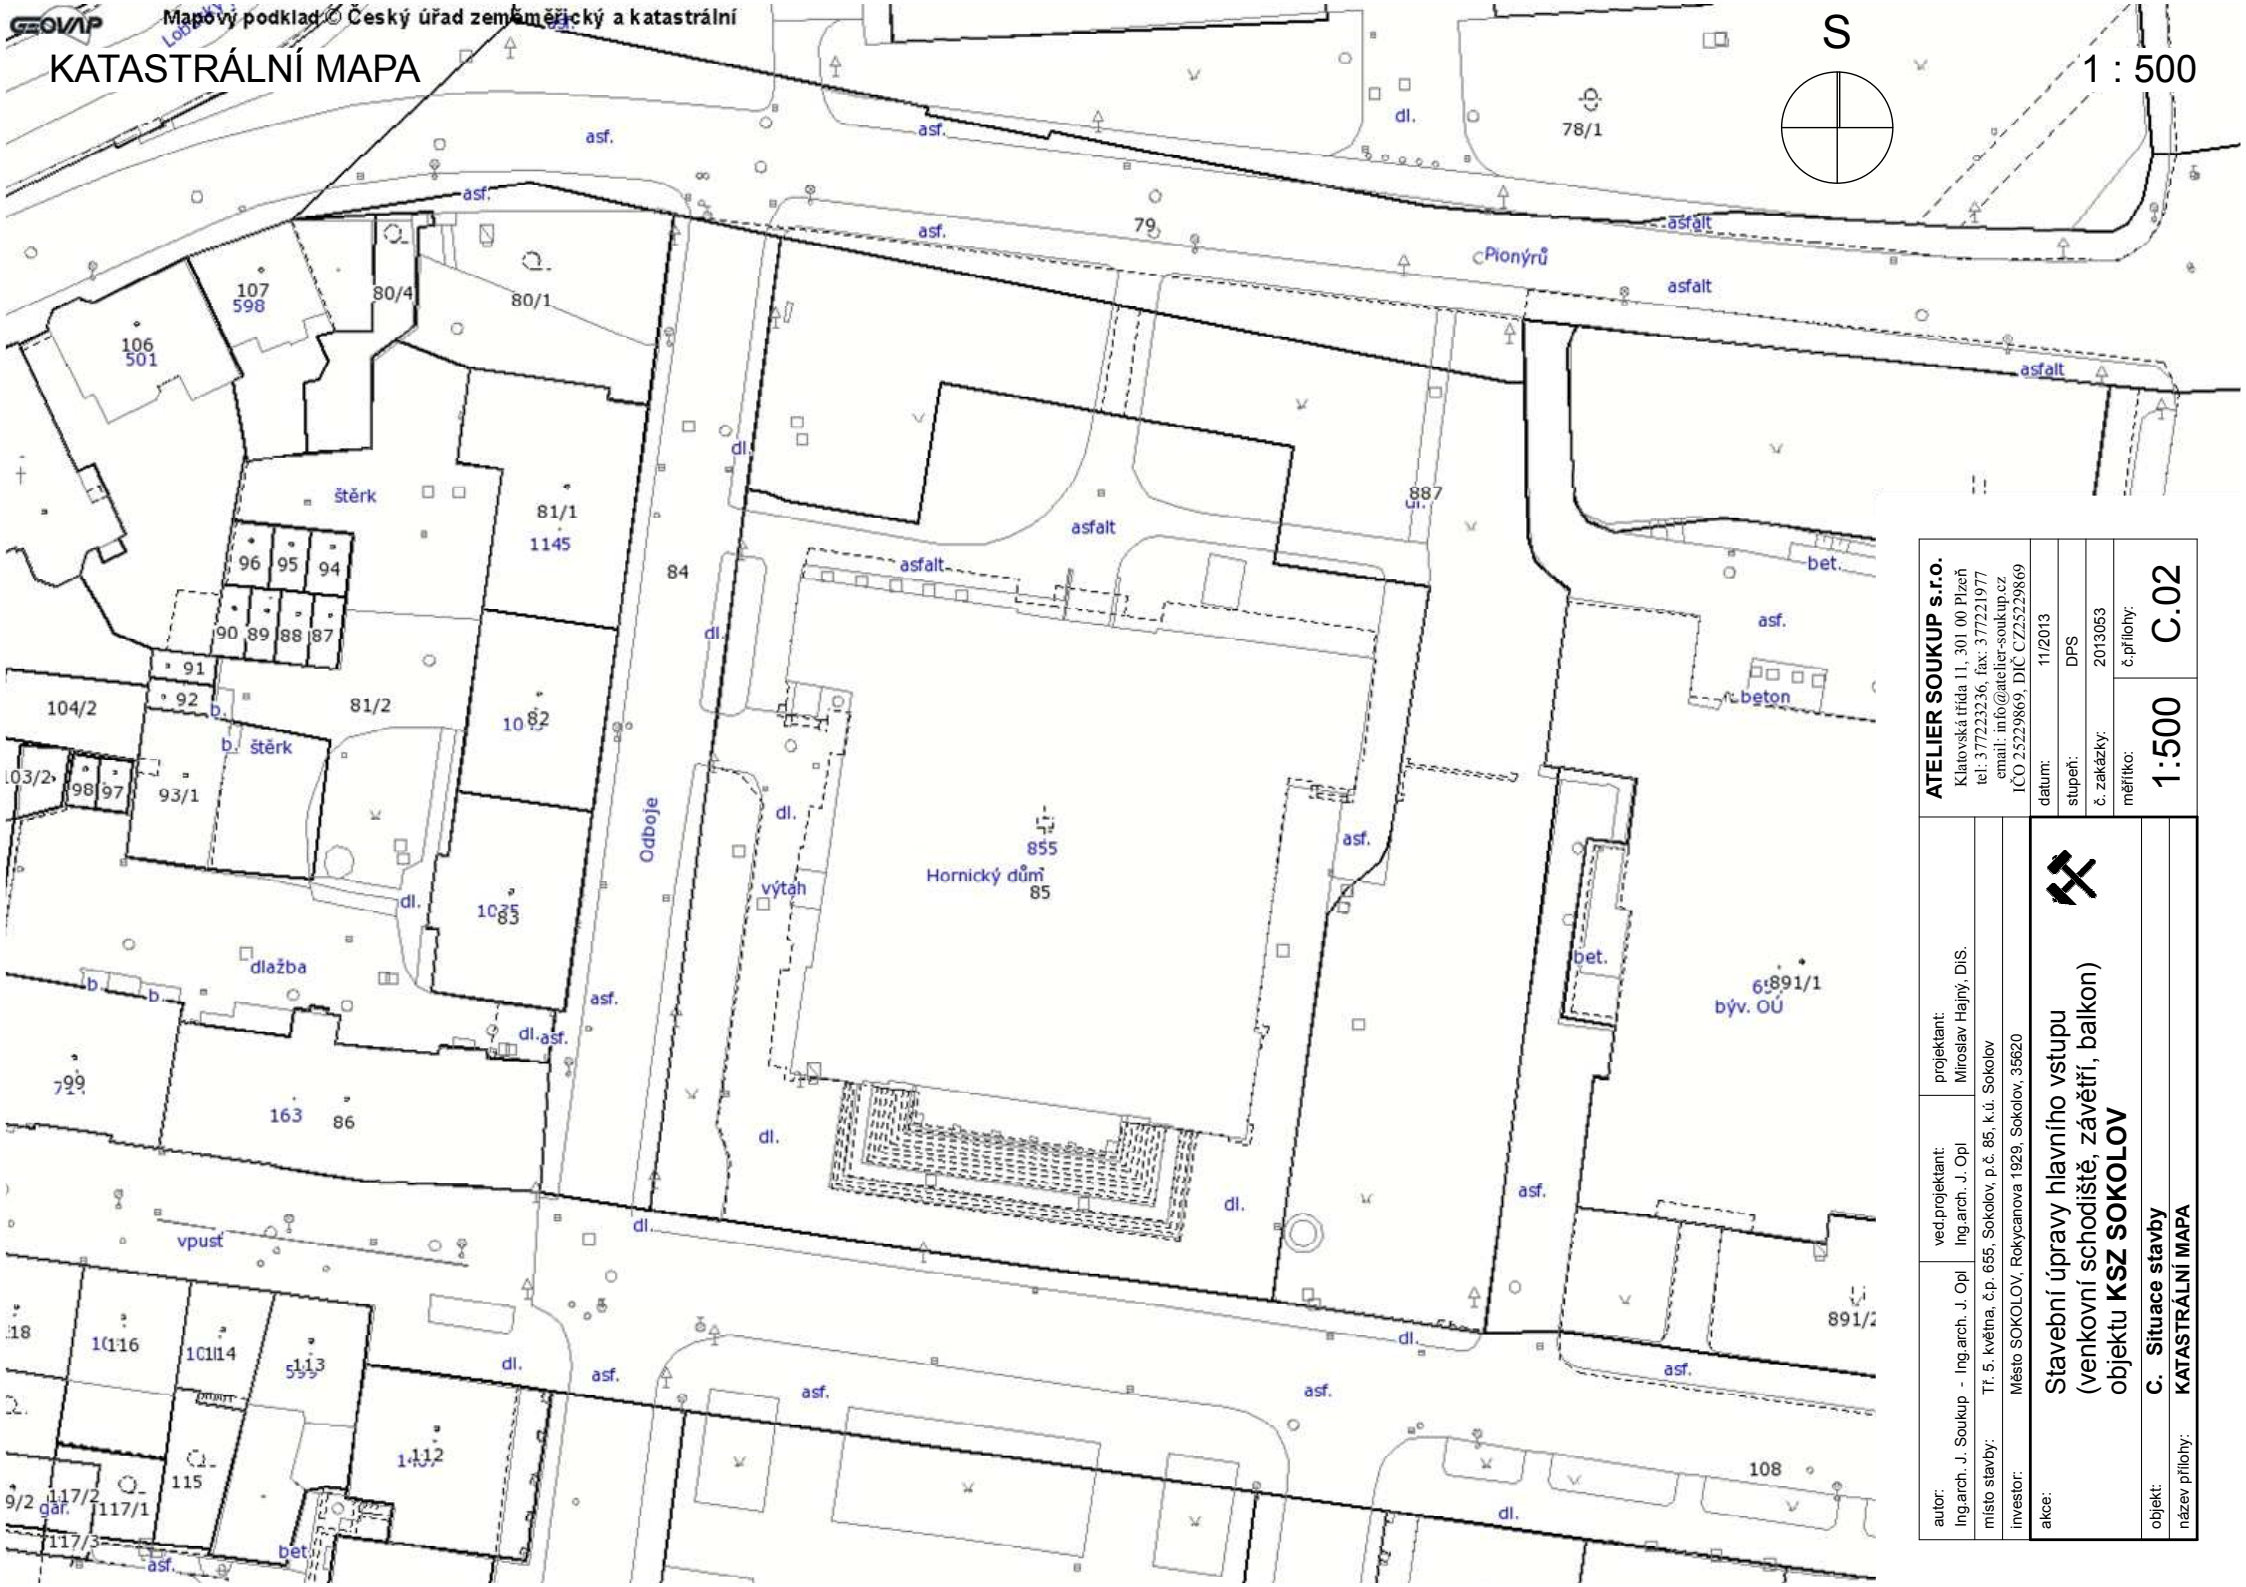 GEOVAP
Mapový podklad © Český úřad zeměměřický a katastrální
KATASTRÁLNÍ MAPA
S
1 : 500
asf.
asf.
dl.
78/1
asf.
asf.
79
asfalt
Pionýrů
asfalt
asfalt
107
598
80/4
80/1
106
501
dl.
štěrk
81/1
1145
887
asfalt
asfalt
84
96
95
94
90
89
88
87
91
92
104/2
81/2
b.
b.
štěrk
82
dl.
bet.
asf.
beton
103/2
98
97
93/1
Odboje
dl.
asf.
855
Hornický dům
85
výtah
83
dl.
dlažba
b.
b.
asf.
dl.
asf.
bet.
891/1
býv. OÚ
99
163
86
dl.
dl.
asf.
vpusť
dl.
dl.
891/2
116
114
113
dl.
asf.
asf.
asf.
asf.
112
115
117/2
117/1
gar.
117/3
asf.
bet.
108
dl.
ATELIER SOUKUP s.r.o.
Klatovská třída 11, 301 00 Plzeň
tel: 377223236, fax: 377221977
email: info@atelier-soukup.cz
IČO 25229869, DIČ CZ25229869
datum: 11/2013
stupeň: DPS
č. zakázky: 2013053
měřítko: 1:500
č.přílohy: C.02
autor: Ing.arch. J. Soukup - Ing.arch. J. Opl
ved.projektant: Ing.arch. J. Opl
projektant: Miroslav Hajný, DiS.
místo stavby: Tř. 5. května, č.p. 655, Sokolov, p.č. 85, k.ú. Sokolov
investor: Město SOKOLOV, Rokycanova 1929, Sokolov, 35620
akce: Stavební úpravy hlavního vstupu
(venkovní schodiště, závětří, balkon)
objektu KSZ SOKOLOV
objekt: C. Situace stavby
název přílohy: KATASTRÁLNÍ MAPA